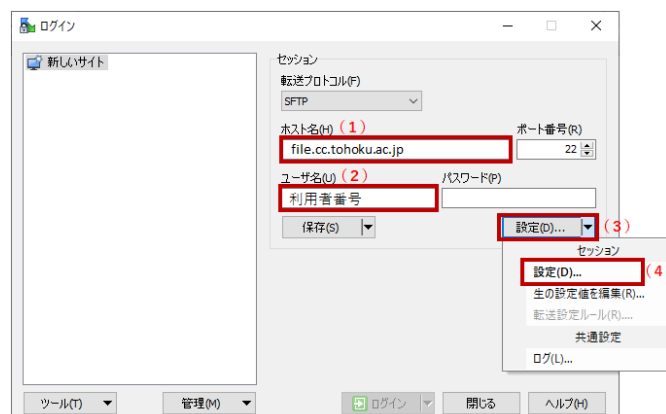 ログイン
新しいサイト
セッション
転送プロトコル(F)
SFTP
ホスト名(H) (1)
ポート番号(R)
file.cc.tohoku.ac.jp
22
ユーザ名(U) (2)
パスワード(P)
利用者番号
保存(S)
設定(D)... (3)
セッション
設定(D)... (4
生の設定値を編集(R)...
転送設定ルール(R)....
共通設定
ログ(L)...
ツール(T)
管理(M)
ログイン
閉じる
ヘルプ(H)